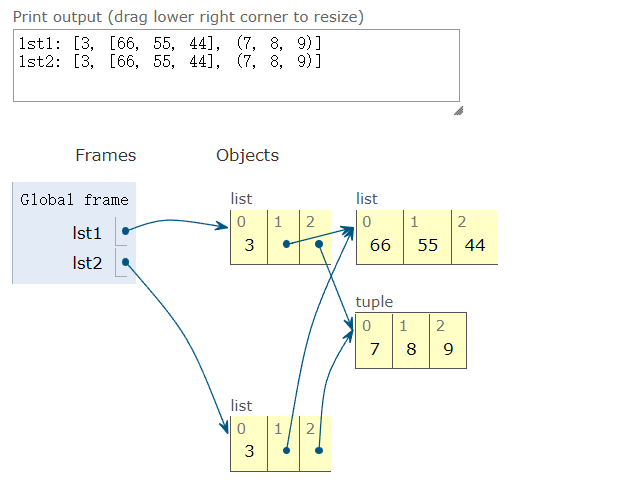 Print output (drag lower right corner to resize)
lst1: [3, [66, 55, 44], (7, 8, 9)]
lst2: [3, [66, 55, 44], (7, 8, 9)]
Frames Objects
Global frame
lst1
lst2
list
0 1 2
3
list
0 1 2
66 55 44
tuple
0 1 2
7 8 9
list
0 1 2
3